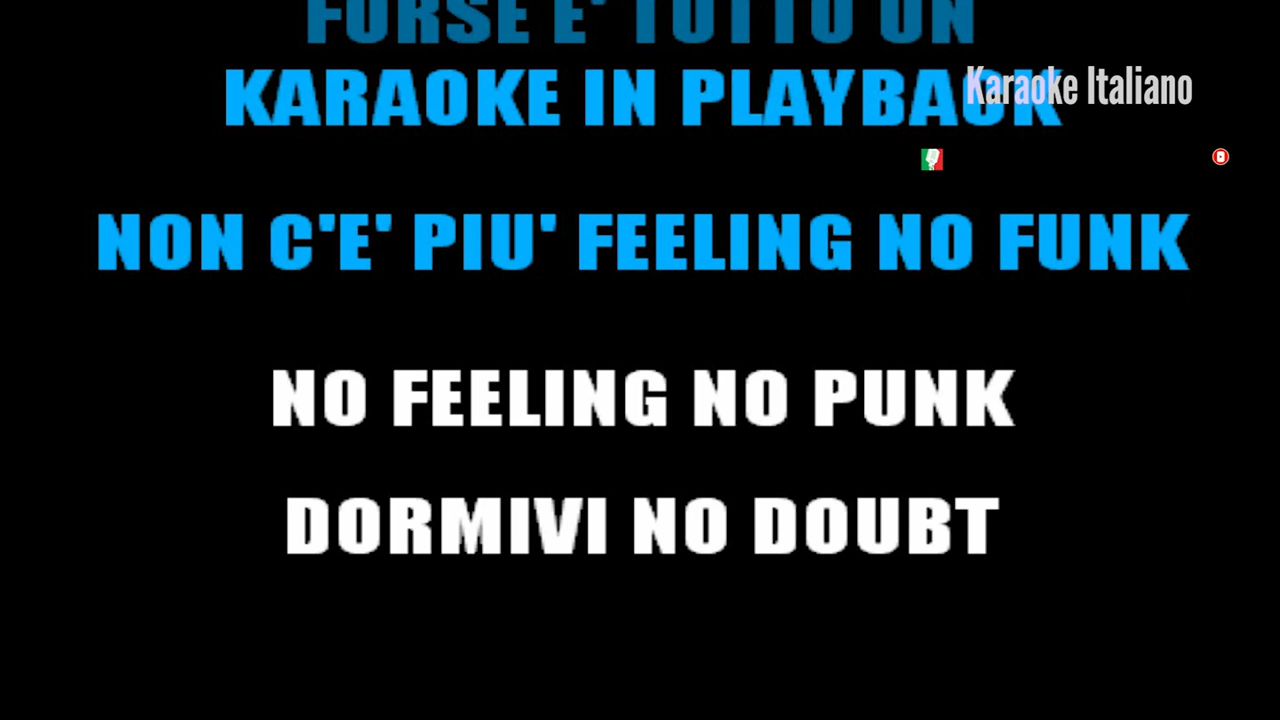 FORSE E' TUTTO UN
KARAOKE IN PLAYBACK
Karaoke Italiano
NON C'E' PIU' FEELING NO FUNK
NO FEELING NO PUNK
DORMIVI NO DOUBT